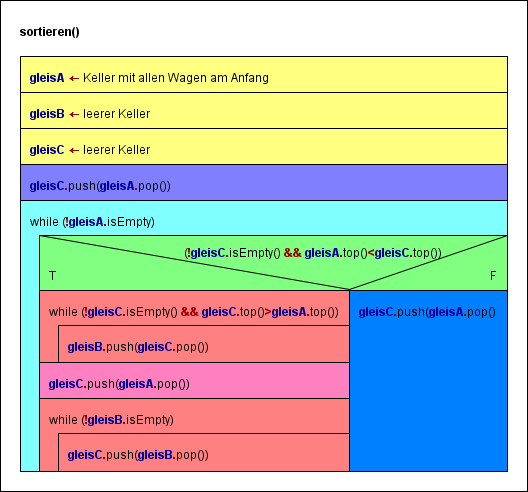 sortieren()
gleisA ← Keller mit allen Wagen am Anfang
gleisB ← leerer Keller
gleisC ← leerer Keller
gleisC.push(gleisA.pop())
while (!gleisA.isEmpty)
(!gleisC.isEmpty() && gleisA.top()<gleisC.top())
T F
while (!gleisC.isEmpty() && gleisC.top()>gleisA.top())
gleisC.push(gleisA.pop()
gleisB.push(gleisC.pop())
gleisC.push(gleisA.pop())
while (!gleisB.isEmpty)
gleisC.push(gleisB.pop())